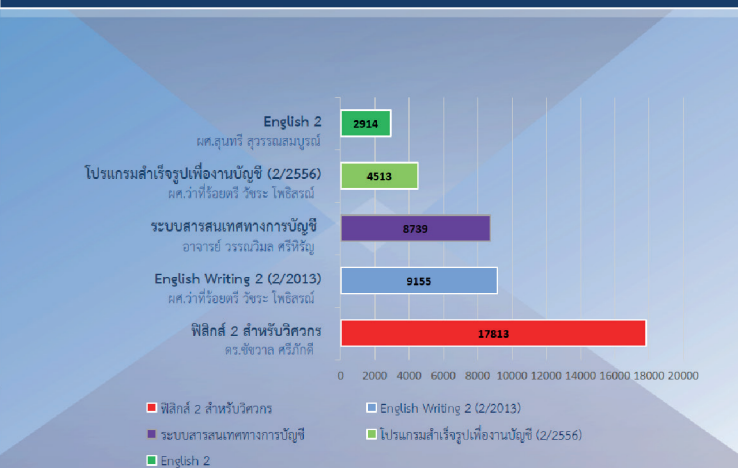 English 2
ผศ.สุนทรี สุวรรณสมบูรณ์
2914
โปรแกรมสำเร็จรูปเพื่องานบัญชี (2/2556)
ผศ.ว่าที่ร้อยตรี วัชระ โพธิสรณ์
4513
ระบบสารสนเทศทางการบัญชี
อาจารย์ วรรณวิมล ศรีหิรัญ
8739
English Writing 2 (2/2013)
ผศ.ว่าที่ร้อยตรี วัชระ โพธิสรณ์
9155
ฟิสิกส์ 2 สำหรับวิศวกร
ดร.ชัชวาล ศรีภักดี
17813
0 2000 4000 6000 8000 10000 12000 14000 16000 18000 20000
ฟิสิกส์ 2 สำหรับวิศวกร
English Writing 2 (2/2013)
ระบบสารสนเทศทางการบัญชี
โปรแกรมสำเร็จรูปเพื่องานบัญชี (2/2556)
English 2